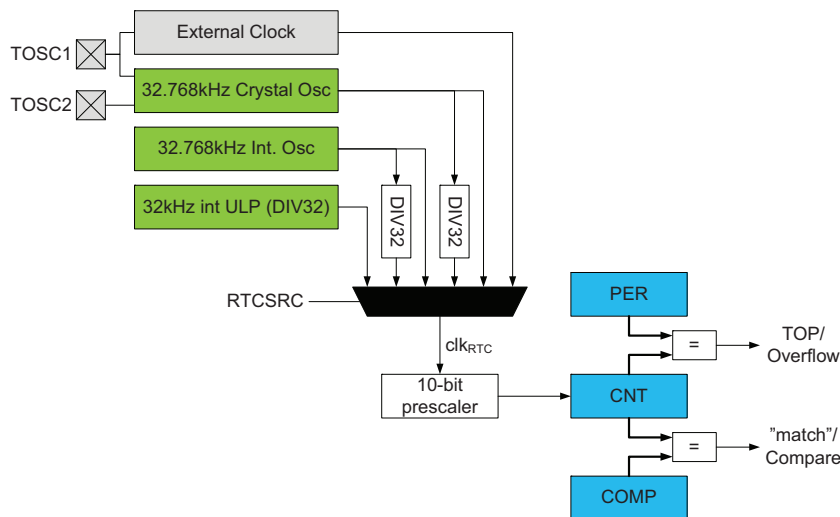 External Clock
TOSC1
32.768kHz Crystal Osc
TOSC2
32.768kHz Int. Osc
32kHz int ULP (DIV32)
DIV32
DIV32
RTCSRC
PER
clkRTC
=
TOP/
Overflow
10-bit
prescaler
CNT
=
”match”/
Compare
COMP